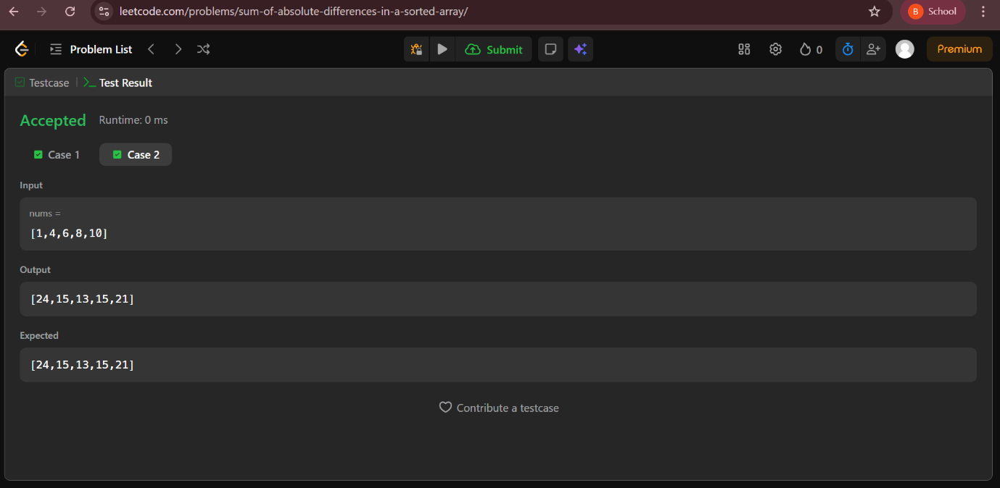 leetcode.com/problems/sum-of-absolute-differences-in-a-sorted-array/
B School
Problem List
Submit
0
Premium
Testcase
Test Result
Accepted Runtime: 0 ms
Case 1
Case 2
Input
nums =
[1,4,6,8,10]
Output
[24,15,13,15,21]
Expected
[24,15,13,15,21]
Contribute a testcase